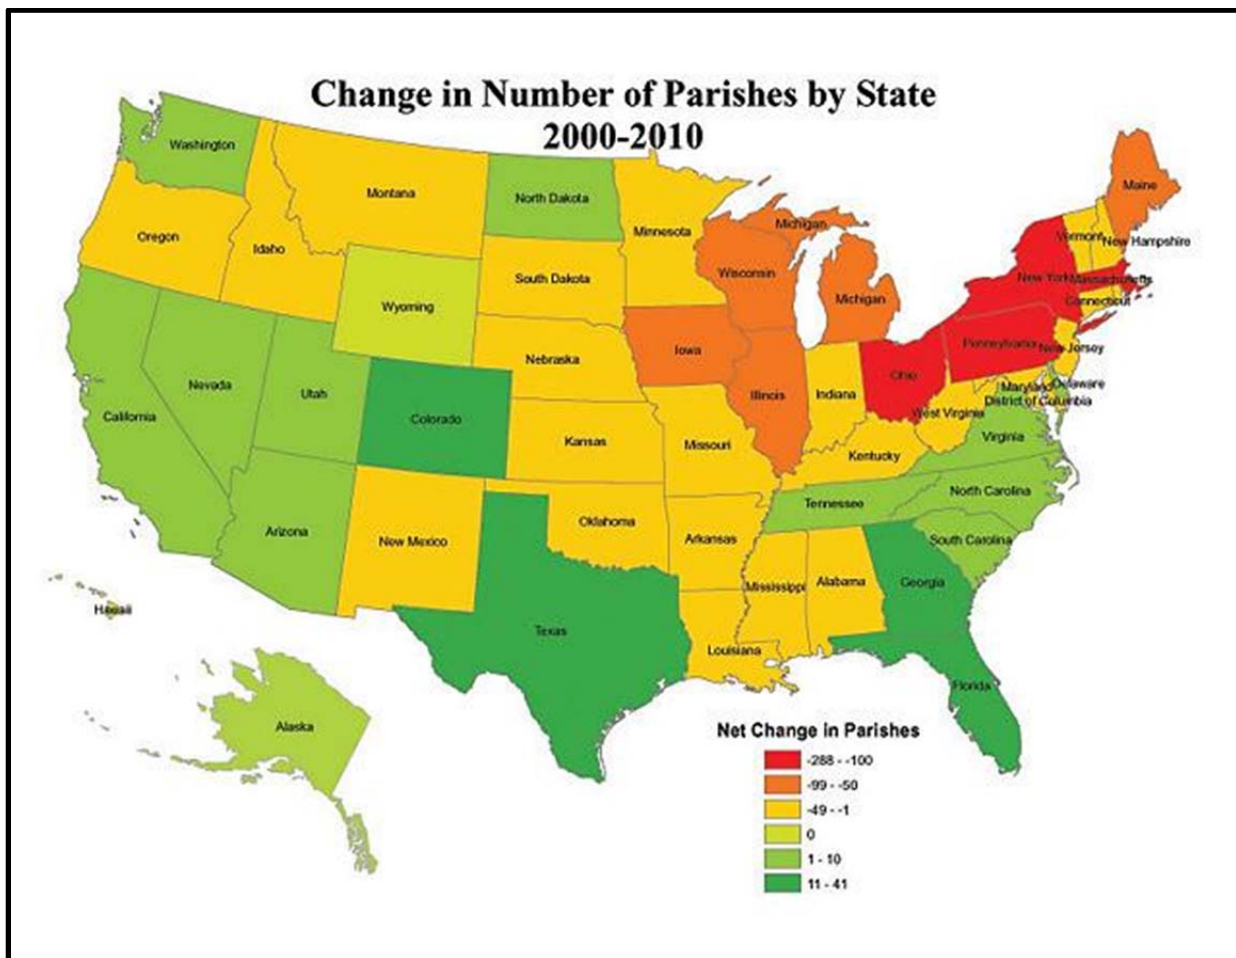 Change in Number of Parishes by State
2000-2010
Washington
Montana
North Dakota
Minnesota
Michigan
Maine
Oregon
Idaho
South Dakota
Wisconsin
Vermont
New Hampshire
Wyoming
Michigan
New York
Massachusetts
Connecticut
Nebraska
Iowa
Pennsylvania
New Jersey
Nevada
Utah
Illinois
Indiana
Ohio
Maryland
Delaware
District of Columbia
California
Colorado
Kansas
Missouri
West Virginia
Virginia
Kentucky
Arizona
New Mexico
Oklahoma
Tennessee
North Carolina
Arkansas
South Carolina
Mississippi
Alabama
Georgia
Hawaii
Texas
Louisiana
Florida
Alaska
Net Change in Parishes
-288 - -100
-99 - -50
-49 - -1
0
1 - 10
11 - 41